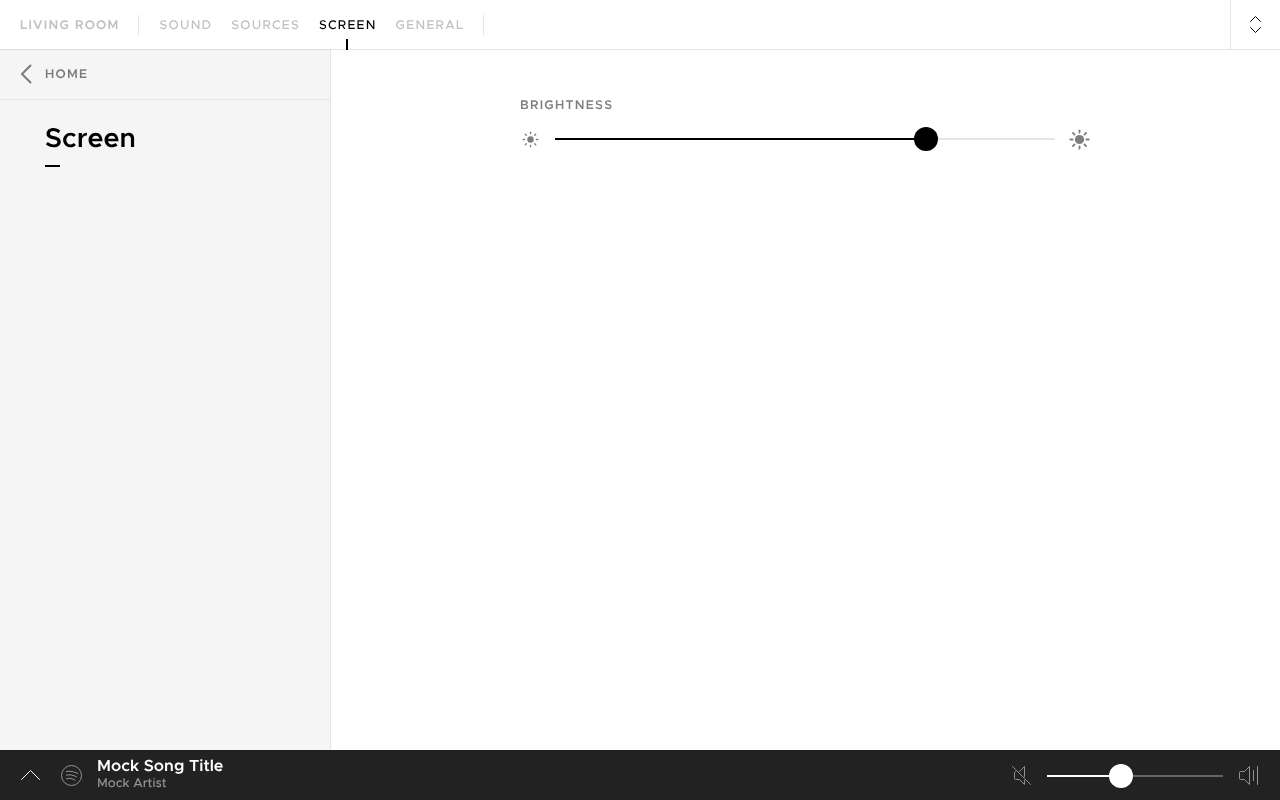 LIVING ROOM SOUND SOURCES SCREEN GENERAL
HOME
Screen
BRIGHTNESS
Mock Song Title
Mock Artist